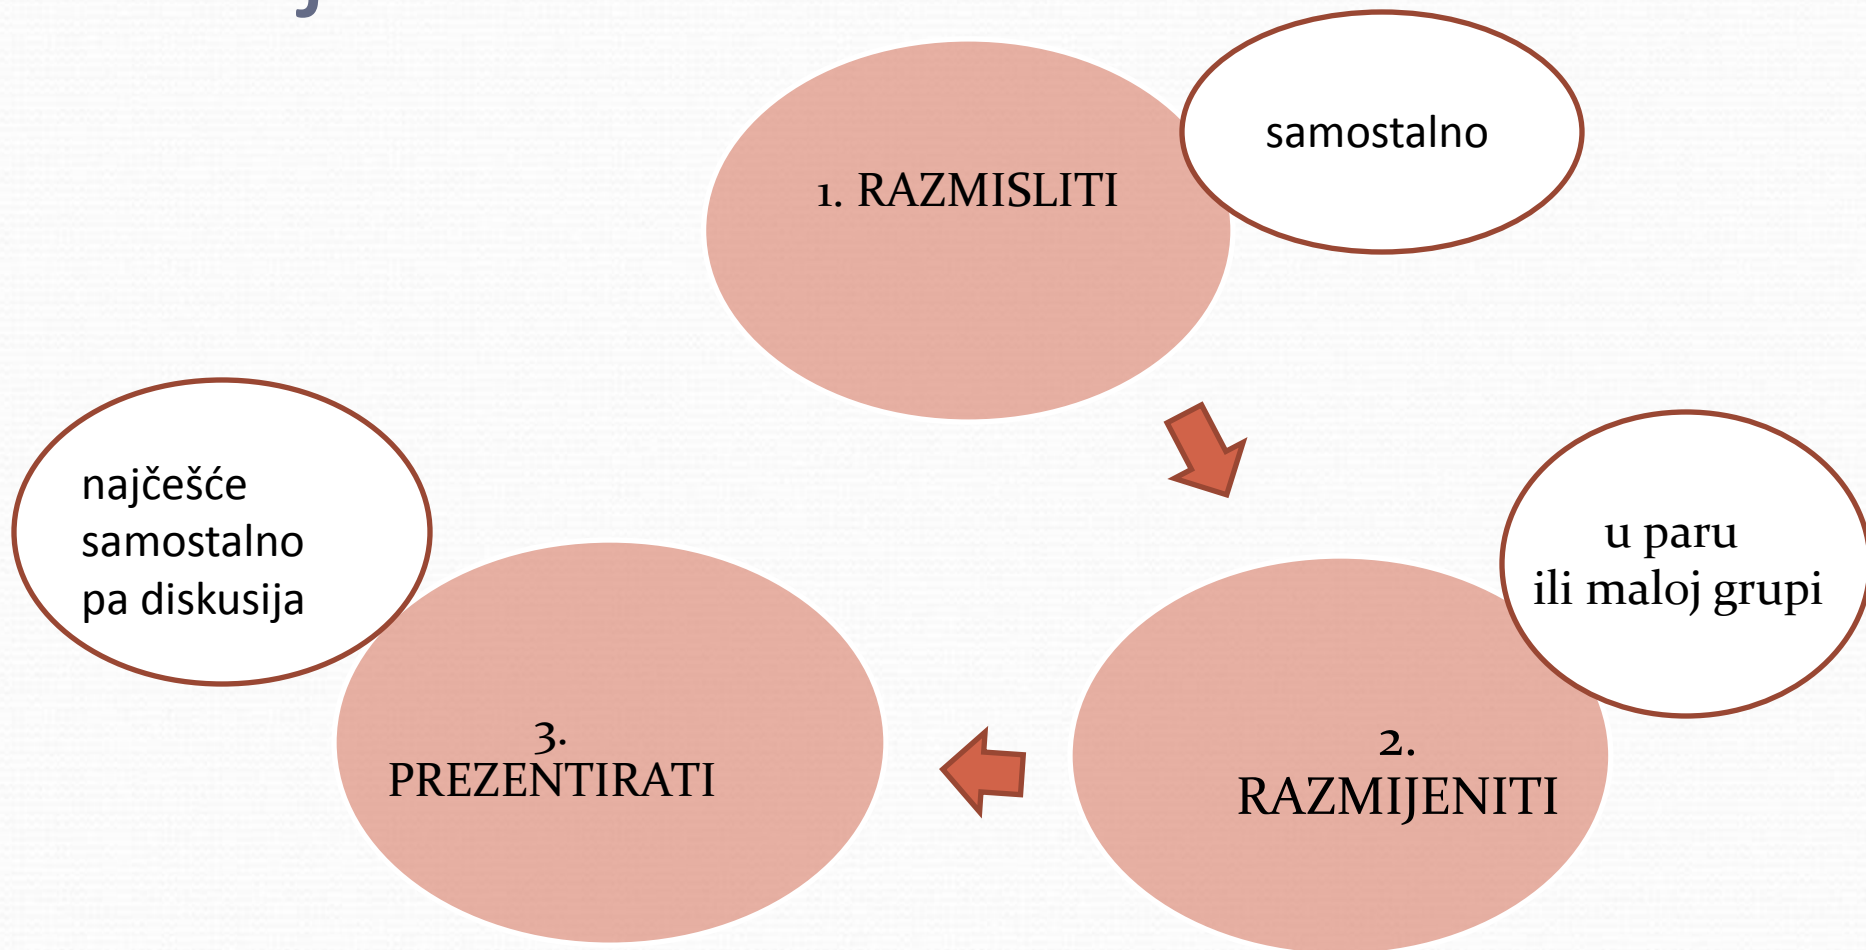 1. RAZMISLITI
samostalno
2.
RAZMIJENITI
u paru
ili maloj grupi
3.
PREZENTIRATI
najčešće
samostalno
pa diskusija